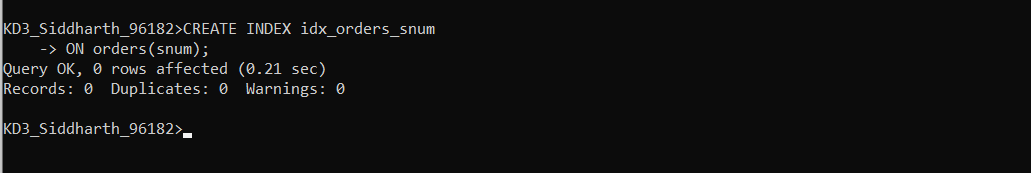 KD3_Siddharth_96182>CREATE INDEX idx_orders_snum
    -> ON orders(snum);
Query OK, 0 rows affected (0.21 sec)
Records: 0  Duplicates: 0  Warnings: 0
KD3_Siddharth_96182>